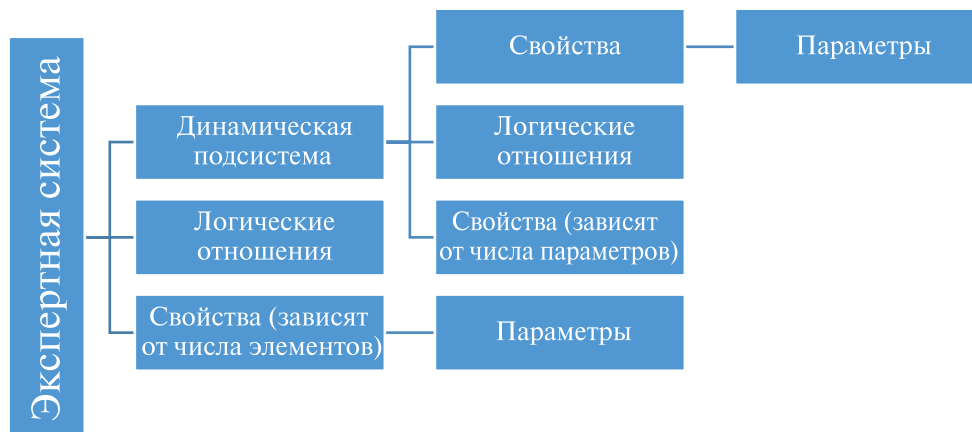 Экспертная система
Свойства
Параметры
Динамическая
подсистема
Логические
отношения
Логические
отношения
Свойства (зависят
от числа параметров)
Свойства (зависят
от числа элементов)
Параметры